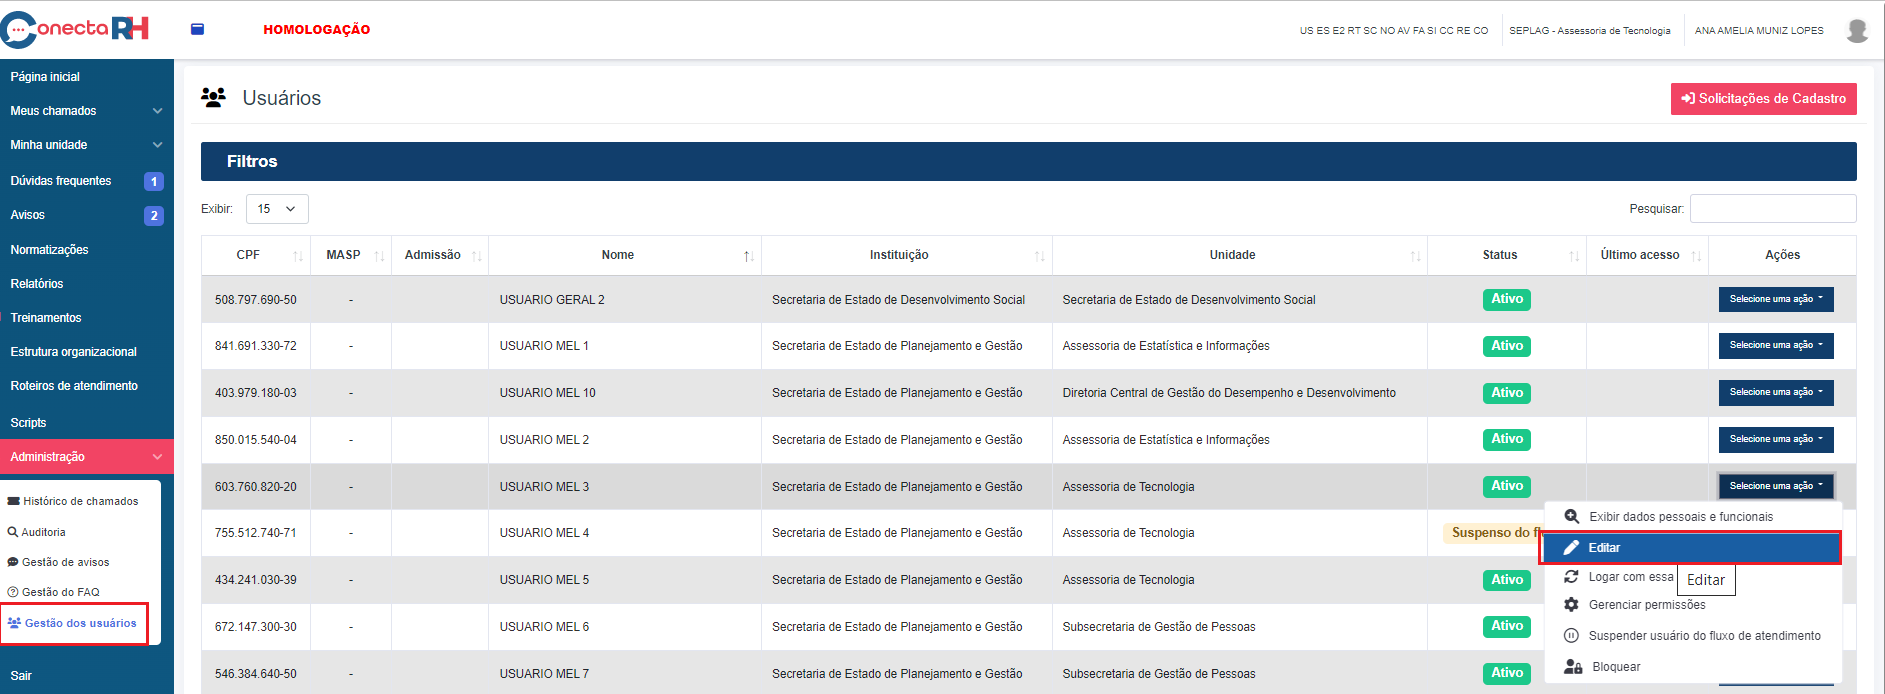 Conecta RH
HOMOLOGAÇÃO
US ES E2 RT SC NO AV FA SI CC RE CO
SEPLAG - Assessoria de Tecnologia
ANA AMELIA MUNIZ LOPES
Página inicial
Meus chamados
Minha unidade
Dúvidas frequentes 1
Avisos 2
Normatizações
Relatórios
Treinamentos
Estrutura organizacional
Roteiros de atendimento
Scripts
Administração
Histórico de chamados
Auditoria
Gestão de avisos
Gestão do FAQ
Gestão dos usuários
Sair
Usuários
Solicitações de Cadastro
Filtros
Exibir: 15
Pesquisar:
CPF MASP Admissão Nome Instituição Unidade Status Último acesso Ações
508.797.690-50 - USUARIO GERAL 2 Secretaria de Estado de Desenvolvimento Social Secretaria de Estado de Desenvolvimento Social Ativo Selecione uma ação
841.691.330-72 - USUARIO MEL 1 Secretaria de Estado de Planejamento e Gestão Assessoria de Estatística e Informações Ativo Selecione uma ação
403.979.180-03 - USUARIO MEL 10 Secretaria de Estado de Planejamento e Gestão Diretoria Central de Gestão do Desempenho e Desenvolvimento Ativo Selecione uma ação
850.015.540-04 - USUARIO MEL 2 Secretaria de Estado de Planejamento e Gestão Assessoria de Estatística e Informações Ativo Selecione uma ação
603.760.820-20 - USUARIO MEL 3 Secretaria de Estado de Planejamento e Gestão Assessoria de Tecnologia Ativo Selecione uma ação
755.512.740-71 - USUARIO MEL 4 Secretaria de Estado de Planejamento e Gestão Assessoria de Tecnologia Suspenso do
434.241.030-39 - USUARIO MEL 5 Secretaria de Estado de Planejamento e Gestão Assessoria de Tecnologia Ativo
672.147.300-30 - USUARIO MEL 6 Secretaria de Estado de Planejamento e Gestão Subsecretaria de Gestão de Pessoas Ativo
546.384.640-50 - USUARIO MEL 7 Secretaria de Estado de Planejamento e Gestão Subsecretaria de Gestão de Pessoas Ativo
Exibir dados pessoais e funcionais
Editar
Logar com essa
Editar
Gerenciar permissões
Suspender usuário do fluxo de atendimento
Bloquear